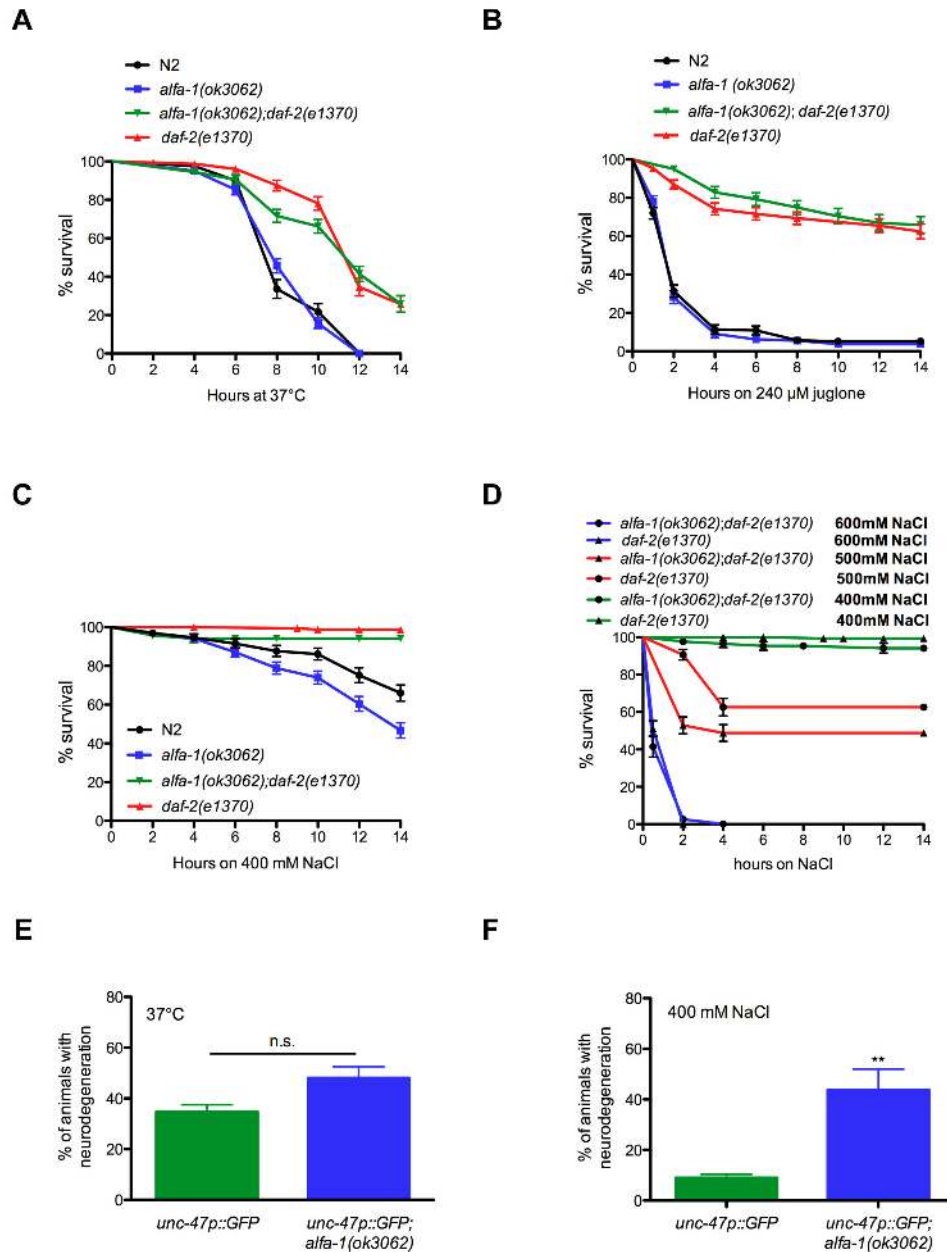 A
N2
alfa-1(ok3062)
alfa-1(ok3062);daf-2(e1370)
daf-2(e1370)
% survival
100
80
60
40
20
0
0 2 4 6 8 10 12 14
Hours at 37°C
B
N2
alfa-1 (ok3062)
alfa-1(ok3062); daf-2(e1370)
daf-2(e1370)
% survival
100
80
60
40
20
0
0 2 4 6 8 10 12 14
Hours on 240 µM juglone
C
% survival
100
80
60
40
20
0
N2
alfa-1(ok3062)
alfa-1(ok3062);daf-2(e1370)
daf-2(e1370)
0 2 4 6 8 10 12 14
Hours on 400 mM NaCl
D
alfa-1(ok3062);daf-2(e1370) 600mM NaCl
daf-2(e1370) 600mM NaCl
alfa-1(ok3062);daf-2(e1370) 500mM NaCl
daf-2(e1370) 500mM NaCl
alfa-1(ok3062);daf-2(e1370) 400mM NaCl
daf-2(e1370) 400mM NaCl
% survival
100
80
60
40
20
0
0 2 4 6 8 10 12 14
hours on NaCl
E
% of animals with
neurodegeneration
80
60
40
20
0
37°C
n.s.
unc-47p::GFP
unc-47p::GFP;
alfa-1(ok3062)
F
% of animals with
neurodegeneration
80
60
40
20
0
400 mM NaCl
**
unc-47p::GFP
unc-47p::GFP;
alfa-1(ok3062)